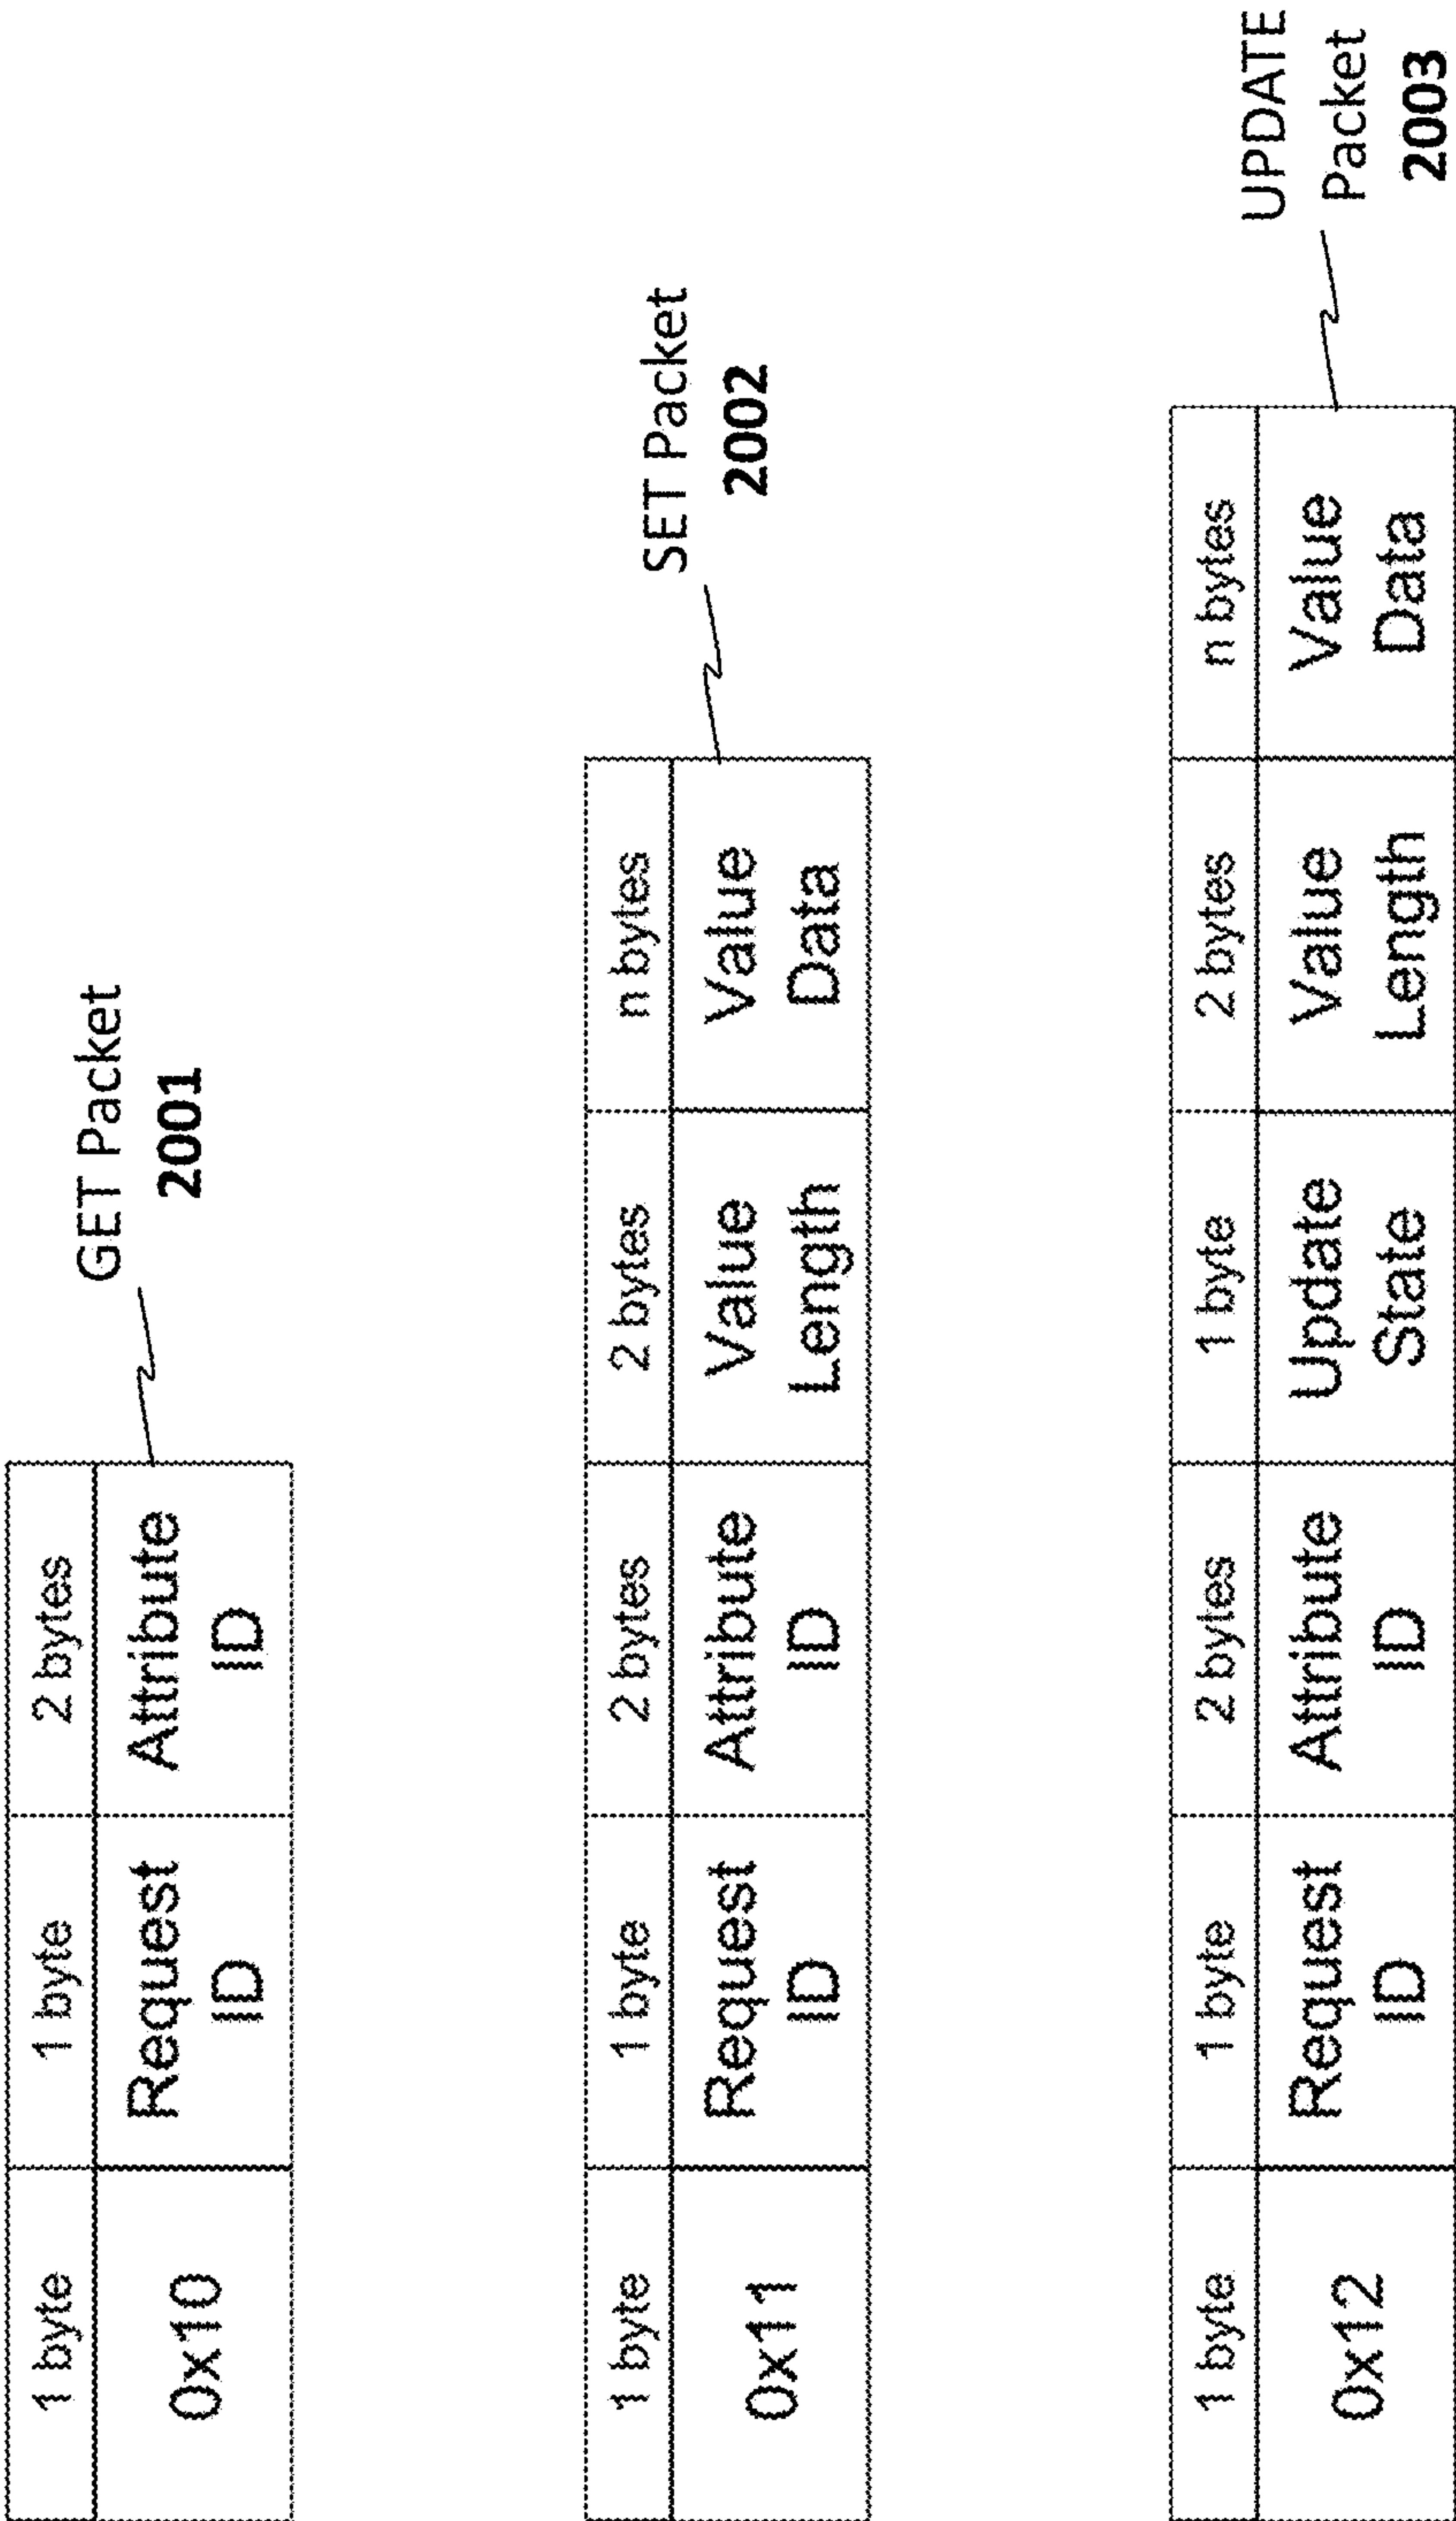 1 byte 1 byte 2 bytes
0x10 Request ID Attribute ID
GET Packet
2001
1 byte 1 byte 2 bytes 2 bytes n bytes
0x11 Request ID Attribute ID Value Length Value Data
SET Packet
2002
1 byte 1 byte 2 bytes 1 byte 2 bytes n bytes
0x12 Request ID Attribute ID Update State Value Length Value Data
UPDATE
Packet
2003